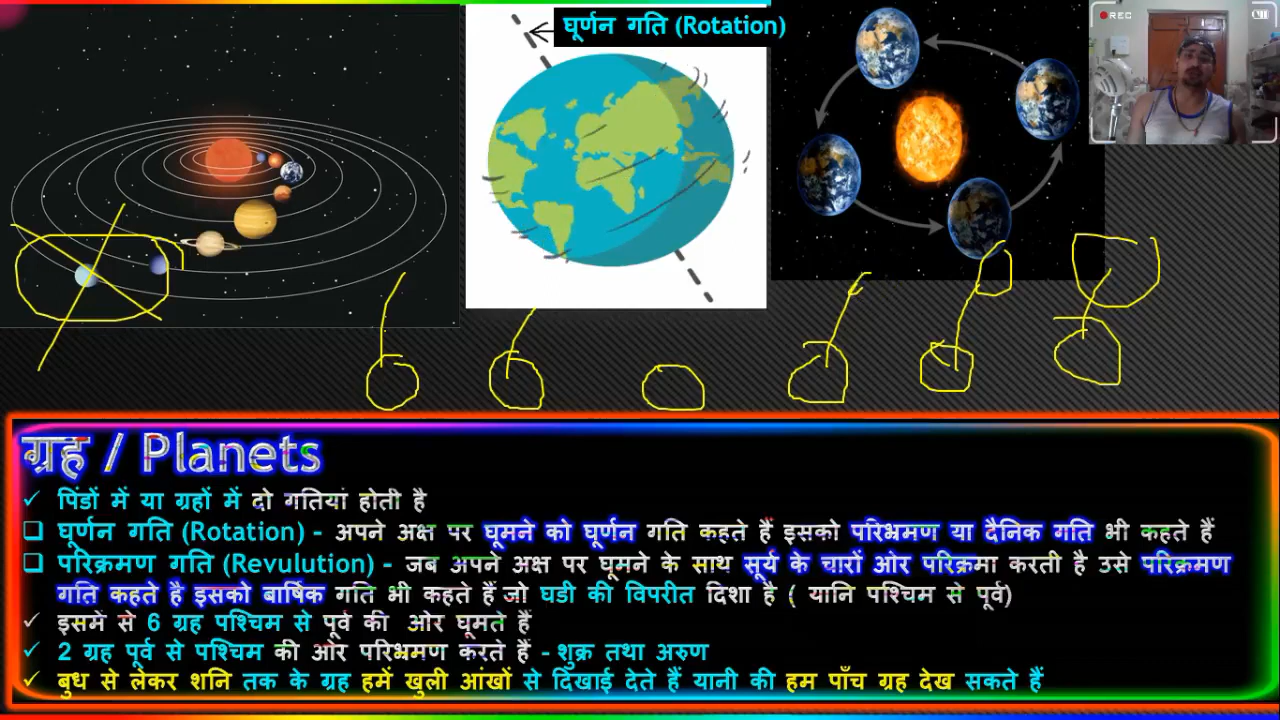 घूर्णन गति (Rotation)
REC
ग्रह / Planets
✓ पिंडों में या ग्रहों में दो गतियां होती है
❑ घूर्णन गति (Rotation) - अपने अक्ष पर घूमने को घूर्णन गति कहते हैं इसको परिभ्रमण या दैनिक गति भी कहते हैं
❑ परिक्रमण गति (Revulution) - जब अपने अक्ष पर घूमने के साथ सूर्य के चारों ओर परिक्रमा करती है उसे परिक्रमण
गति कहते है इसको बार्षिक गति भी कहते हैं जो घडी की विपरीत दिशा है ( यानि पश्चिम से पूर्व)
✓ इसमें से 6 ग्रह पश्चिम से पूर्व की ओर घूमते हैं
✓ 2 ग्रह पूर्व से पश्चिम की ओर परिभ्रमण करते हैं - शुक्र तथा अरुण
✓ बुध से लेकर शनि तक के ग्रह हमें खुली आंखों से दिखाई देते हैं यानी की हम पाँच ग्रह देख सकते हैं